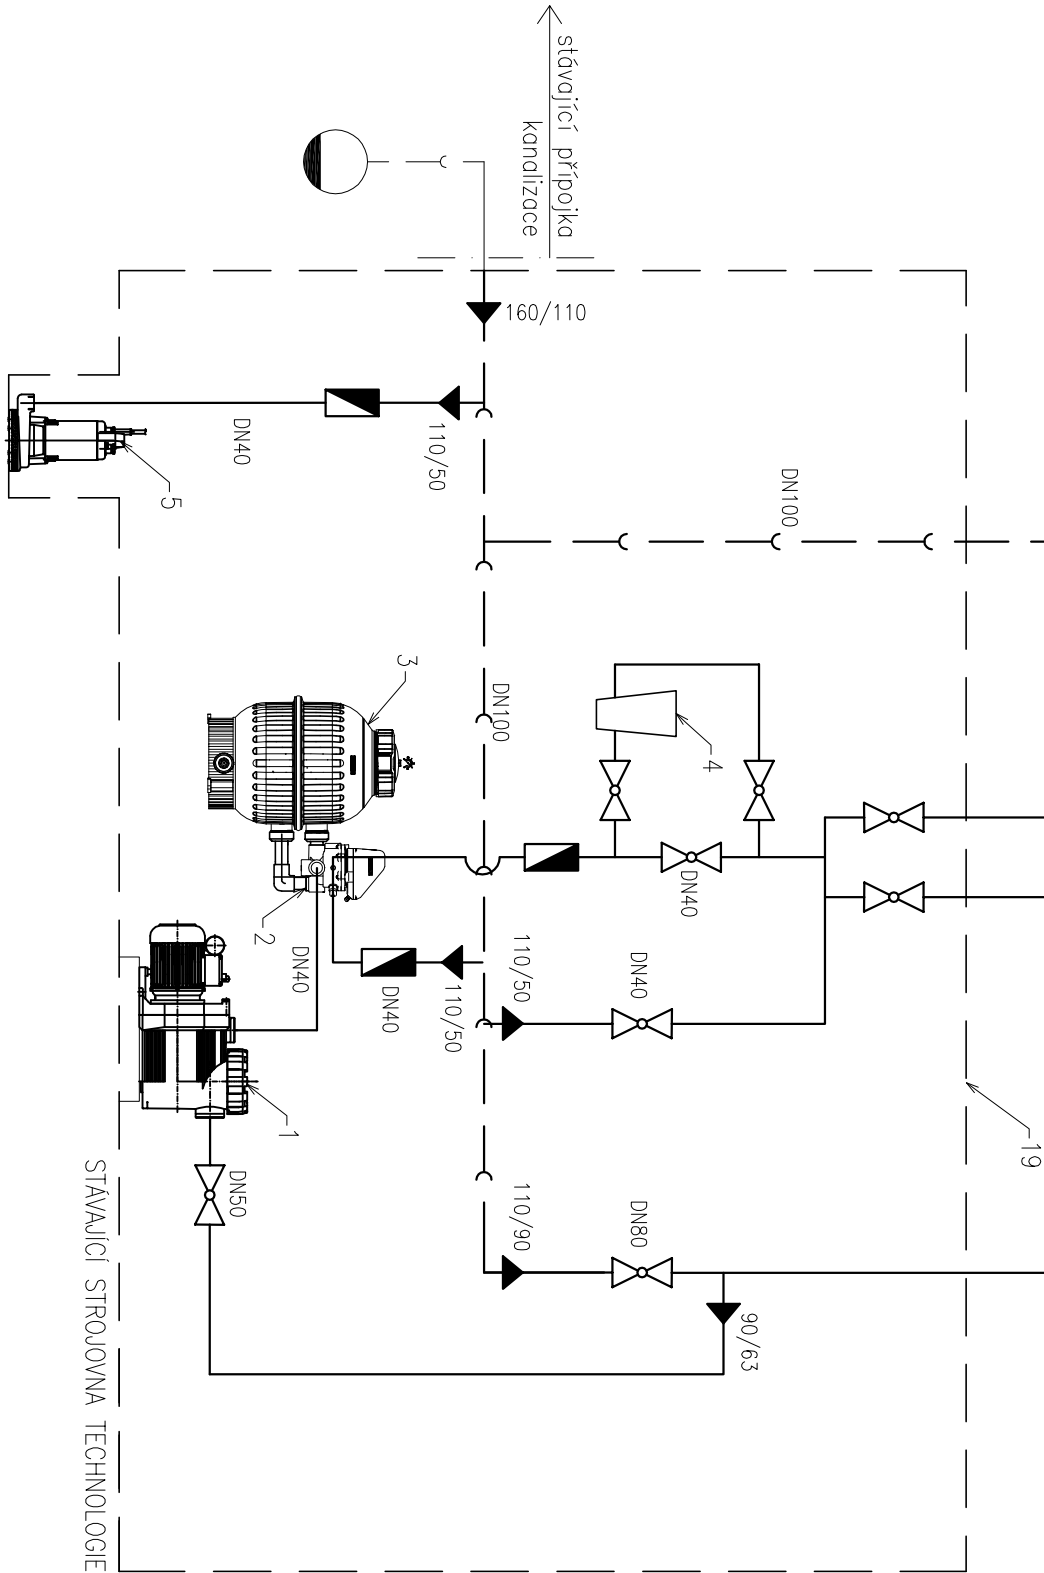 stávající přípojka
kanalizace
160/110
DN40
110/50
5
DN100
3
DN100
4
2
DN40
DN40
110/50
DN40
110/50
DN40
1
19
DN50
110/90
DN80
90/63
STÁVAJÍCÍ STROJOVNA TECHNOLOGIE